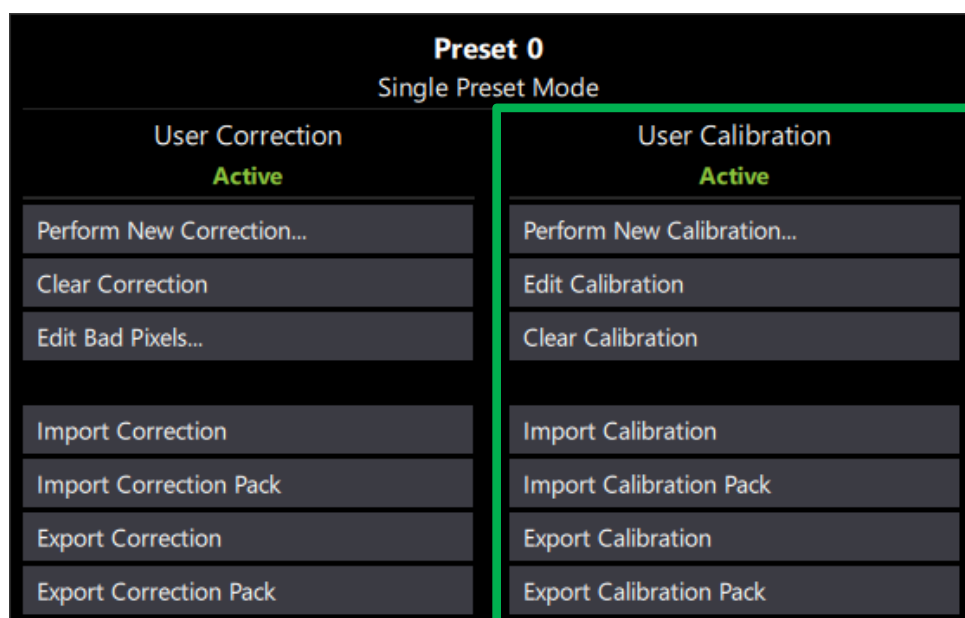 Preset 0
Single Preset Mode
User Correction
Active
Perform New Correction...
Clear Correction
Edit Bad Pixels...
Import Correction
Import Correction Pack
Export Correction
Export Correction Pack
User Calibration
Active
Perform New Calibration...
Edit Calibration
Clear Calibration
Import Calibration
Import Calibration Pack
Export Calibration
Export Calibration Pack